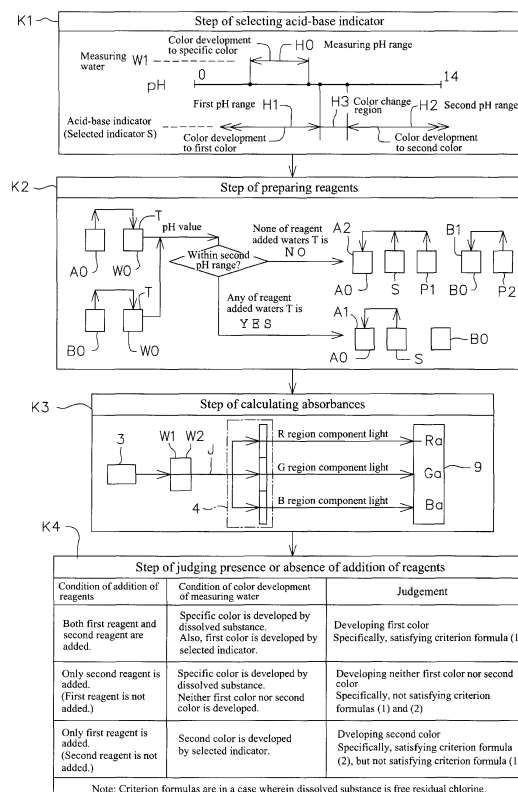 K1
Step of selecting acid-base indicator
Measuring water
W1
Color development to specific color
H0
Measuring pH range
pH
0
14
First pH range
H1
H3
Color change region
H2
Second pH range
Acid-base indicator
(Selected indicator S)
Color development to first color
Color development to second color
K2
Step of preparing reagents
T
pH value
A0
W0
T
B0
W0
Within second pH range?
None of reagent added waters T is
NO
Any of reagent added waters T is
YES
A2
A0
S
P1
B1
B0
P2
A1
A0
S
B0
K3
Step of calculating absorbances
3
W1
W2
J
4
R region component light
G region component light
B region component light
Ra
Ga
Ba
9
K4
Step of judging presence or absence of addition of reagents
Condition of addition of reagents
Condition of color development of measuring water
Judgement
Both first reagent and
second reagent are
added.
Specific color is developed by
dissolved substance.
Also, first color is developed by
selected indicator.
Developing first color
Specifically, satisfying criterion formula (1
Only second reagent is
added.
(First reagent is not
added.)
Specific color is developed by
dissolved substance.
Neither first color nor second
color is developed.
Developing neither first color nor second
color
Specifically, not satisfying criterion
formulas (1) and (2)
Only first reagent is
added.
(Second reagent is not
added.)
Second color is developed
by selected indicator.
Dveloping second color
Specifically, satisfying criterion formula
(2), but not satisfying criterion formula (1
Note: Criterion formulas are in a case wherein dissolved substance is free residual chlorine.